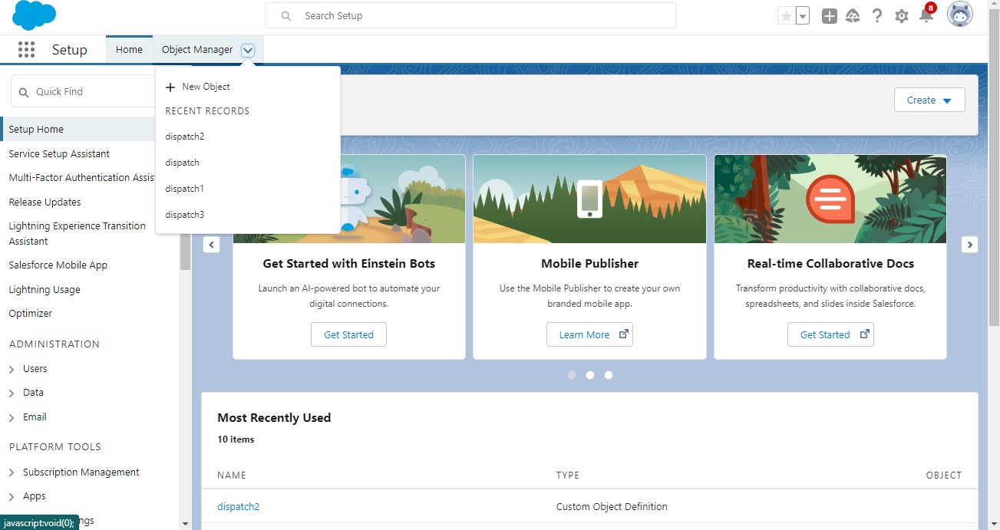 Search Setup
8
Setup
Home
Object Manager
Quick Find
New Object
RECENT RECORDS
dispatch2
dispatch
dispatch1
dispatch3
Create
Setup Home
Service Setup Assistant
Multi-Factor Authentication Assis
Release Updates
Lightning Experience Transition
Assistant
Salesforce Mobile App
Lightning Usage
Optimizer
ADMINISTRATION
Users
Data
Email
PLATFORM TOOLS
Subscription Management
Apps
ngs
javascript:void(0);
Get Started with Einstein Bots
Launch an AI-powered bot to automate your
digital connections.
Get Started
Mobile Publisher
Use the Mobile Publisher to create your own
branded mobile app.
Learn More
Real-time Collaborative Docs
Transform productivity with collaborative docs,
spreadsheets, and slides inside Salesforce.
Get Started
Most Recently Used
10 items
NAME TYPE OBJECT
dispatch2 Custom Object Definition